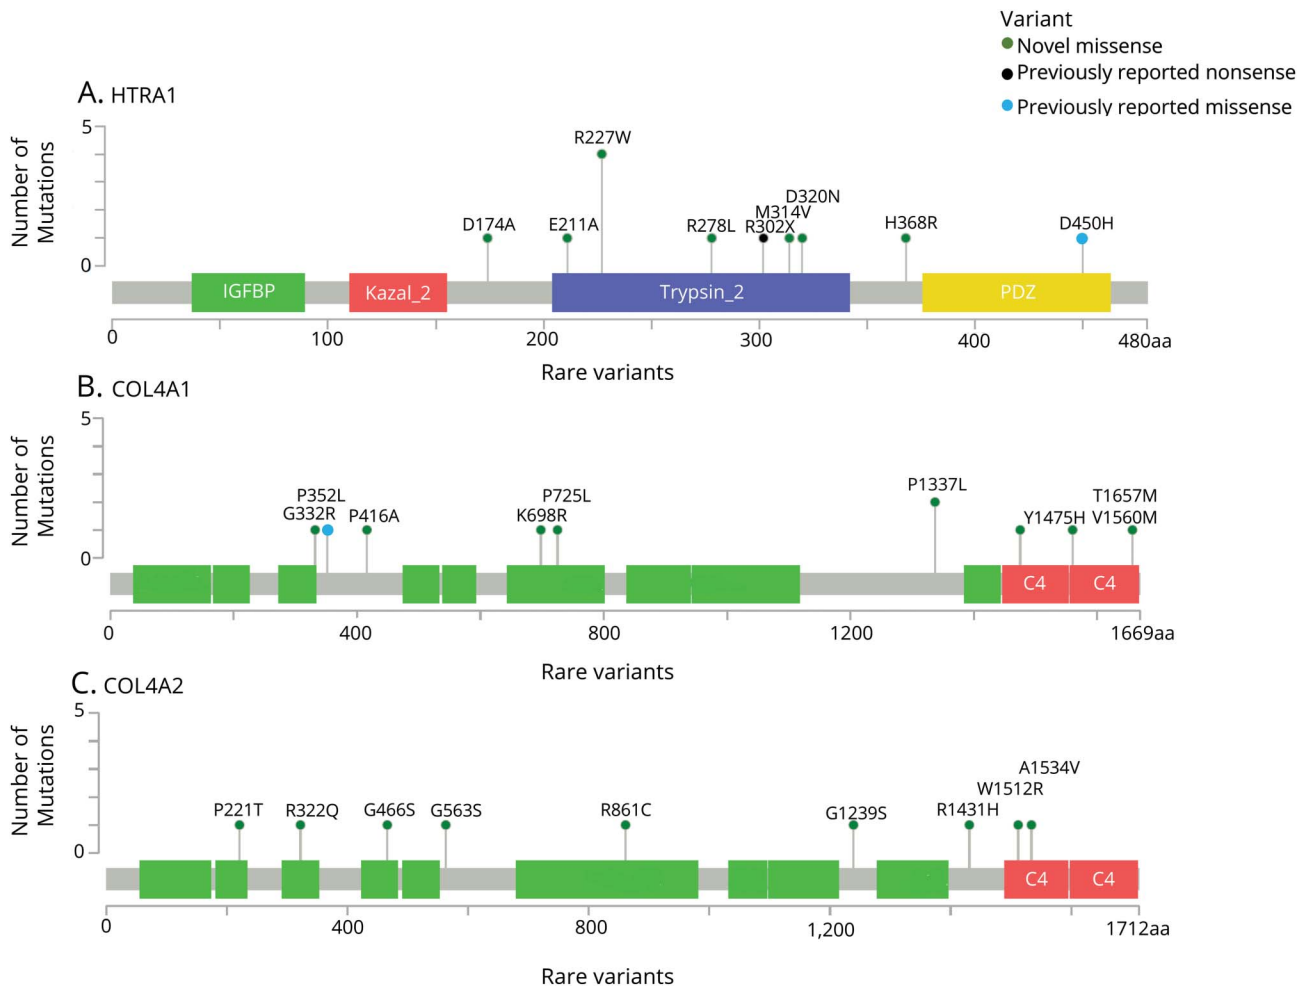 Variant
Novel missense
Previously reported nonsense
Previously reported missense
A. HTRA1
Number of
Mutations
5
0
R227W
D320N
M314V
D174A E211A R278L R302X H368R D450H
IGFBP Kazal_2 Trypsin_2 PDZ
0 100 200 300 400 480aa
Rare variants
B. COL4A1
Number of
Mutations
5
0
P1337L
P352L P725L T1657M
G332R P416A K698R Y1475H V1560M
C4 C4
0 400 800 1200 1669aa
Rare variants
C. COL4A2
Number of
Mutations
5
0
A1534V
W1512R
P221T R322Q G466S G563S R861C G1239S R1431H
C4 C4
0 400 800 1,200 1712aa
Rare variants